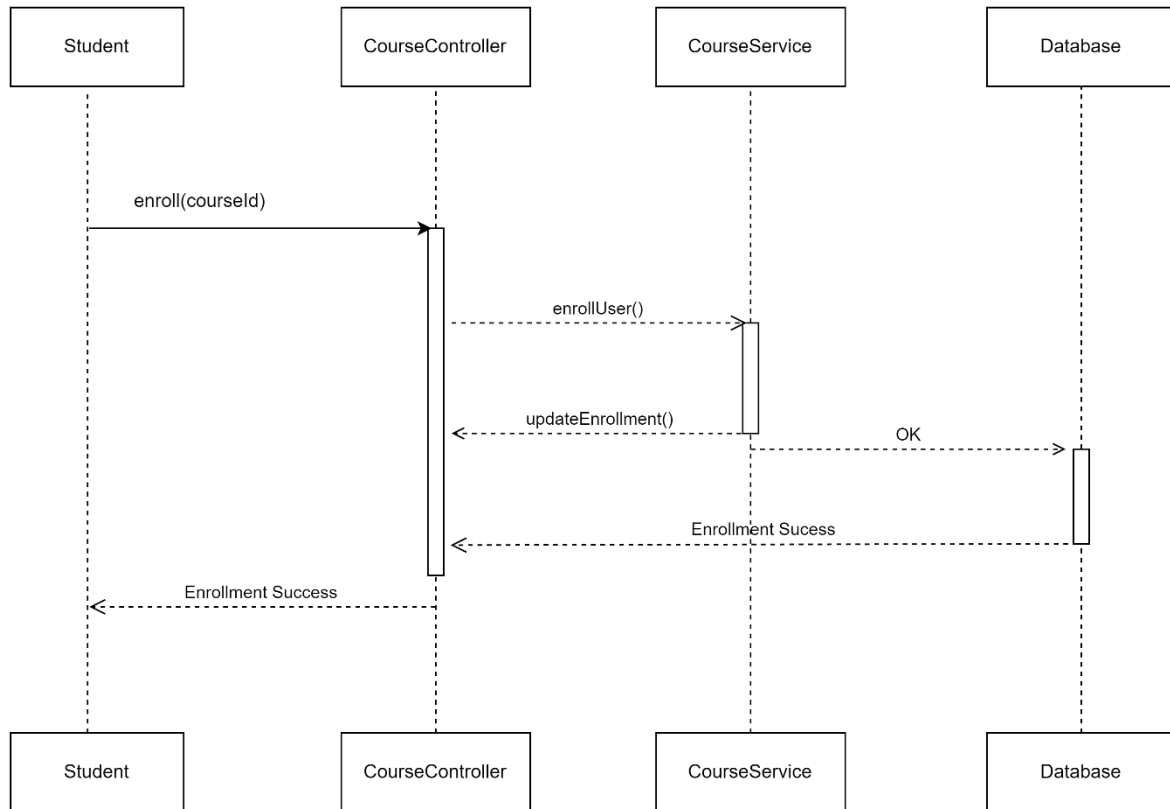 Student
CourseController
CourseService
Database
enroll(courseId)
enrollUser()
updateEnrollment()
OK
Enrollment Sucess
Enrollment Success
Student
CourseController
CourseService
Database